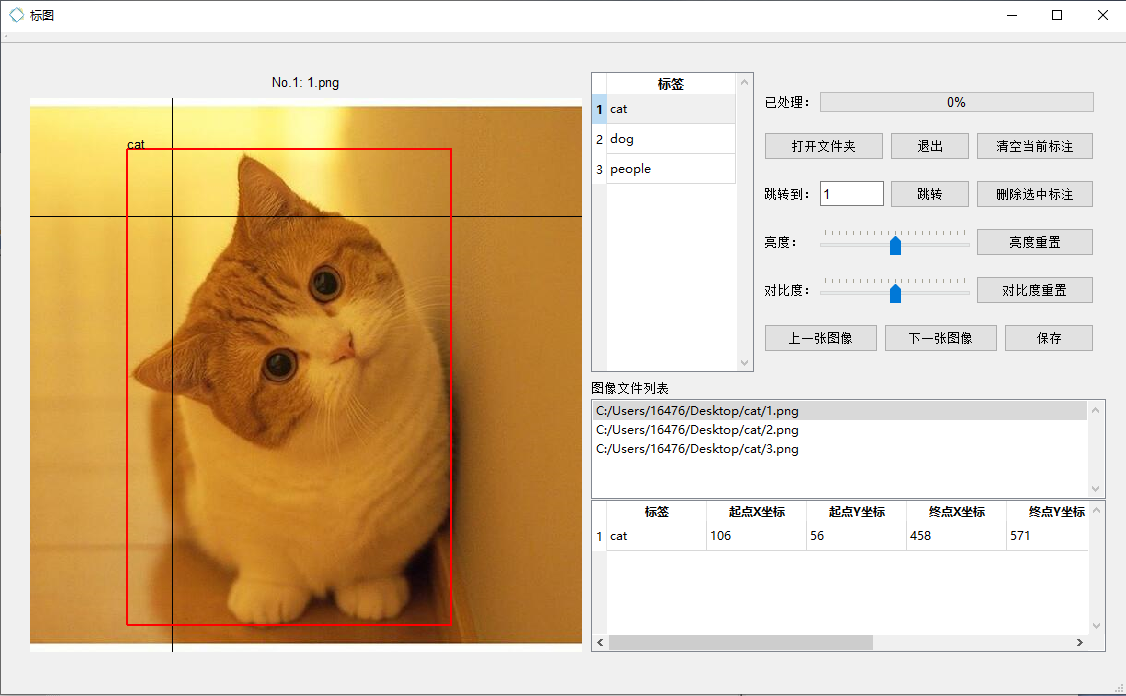 标图
No.1: 1.png
cat
标签
1 cat
2 dog
3 people
已处理： 0%
打开文件夹 退出 清空当前标注
跳转到： 1 跳转 删除选中标注
亮度： 亮度重置
对比度： 对比度重置
上一张图像 下一张图像 保存
图像文件列表
C:/Users/16476/Desktop/cat/1.png
C:/Users/16476/Desktop/cat/2.png
C:/Users/16476/Desktop/cat/3.png
标签 起点X坐标 起点Y坐标 终点X坐标 终点Y坐标
1 cat 106 56 458 571